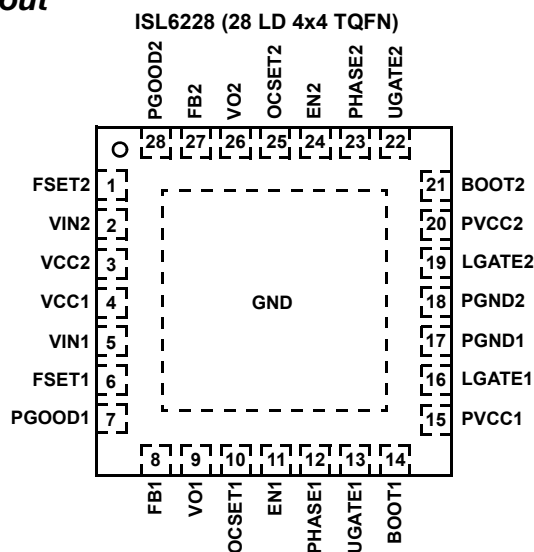 out
ISL6228 (28 LD 4x4 TQFN)
PGOOD2
FB2
VO2
OCSET2
EN2
PHASE2
UGATE2
28 27 26 25 24 23 22
FSET2 1 21 BOOT2
VIN2 2 20 PVCC2
VCC2 3 19 LGATE2
VCC1 4 GND 18 PGND2
VIN1 5 17 PGND1
FSET1 6 16 LGATE1
PGOOD1 7 15 PVCC1
8 9 10 11 12 13 14
FB1
VO1
OCSET1
EN1
PHASE1
UGATE1
BOOT1